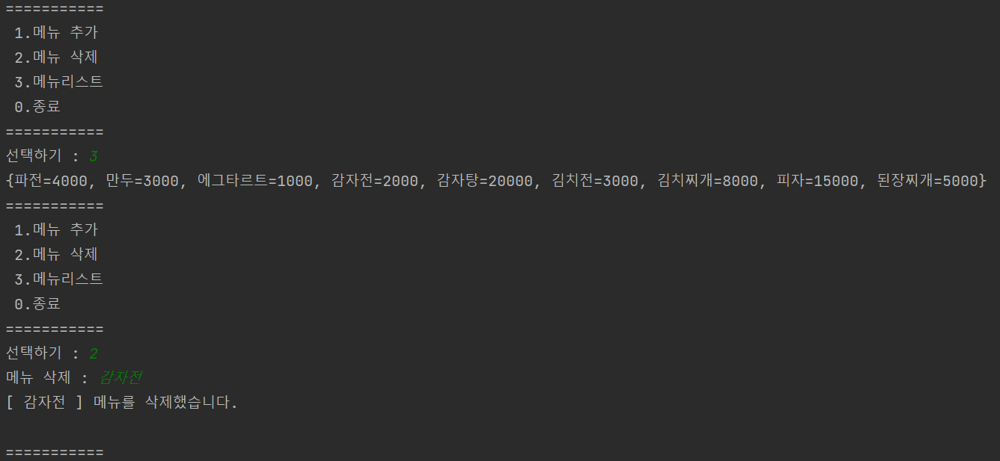 ===========
 1.메뉴 추가
 2.메뉴 삭제
 3.메뉴리스트
 0.종료
===========
선택하기 : 3
{파전=4000, 만두=3000, 에그타르트=1000, 감자전=2000, 감자탕=20000, 김치전=3000, 김치찌개=8000, 피자=15000, 된장찌개=5000}
===========
 1.메뉴 추가
 2.메뉴 삭제
 3.메뉴리스트
 0.종료
===========
선택하기 : 2
메뉴 삭제 : 감자전
[ 감자전 ] 메뉴를 삭제했습니다.
===========